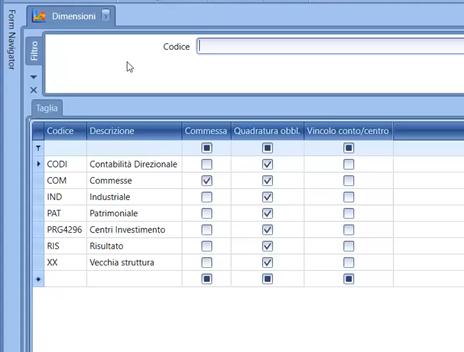 Form Navigator
Dimensioni
Filtro
Codice
Taglia
Codice Descrizione Commessa Quadratura obbl. Vincolo conto/centro
CODI Contabilità Direzionale
COM Commesse
IND Industriale
PAT Patrimoniale
PRG4296 Centri Investimento
RIS Risultato
XX Vecchia struttura